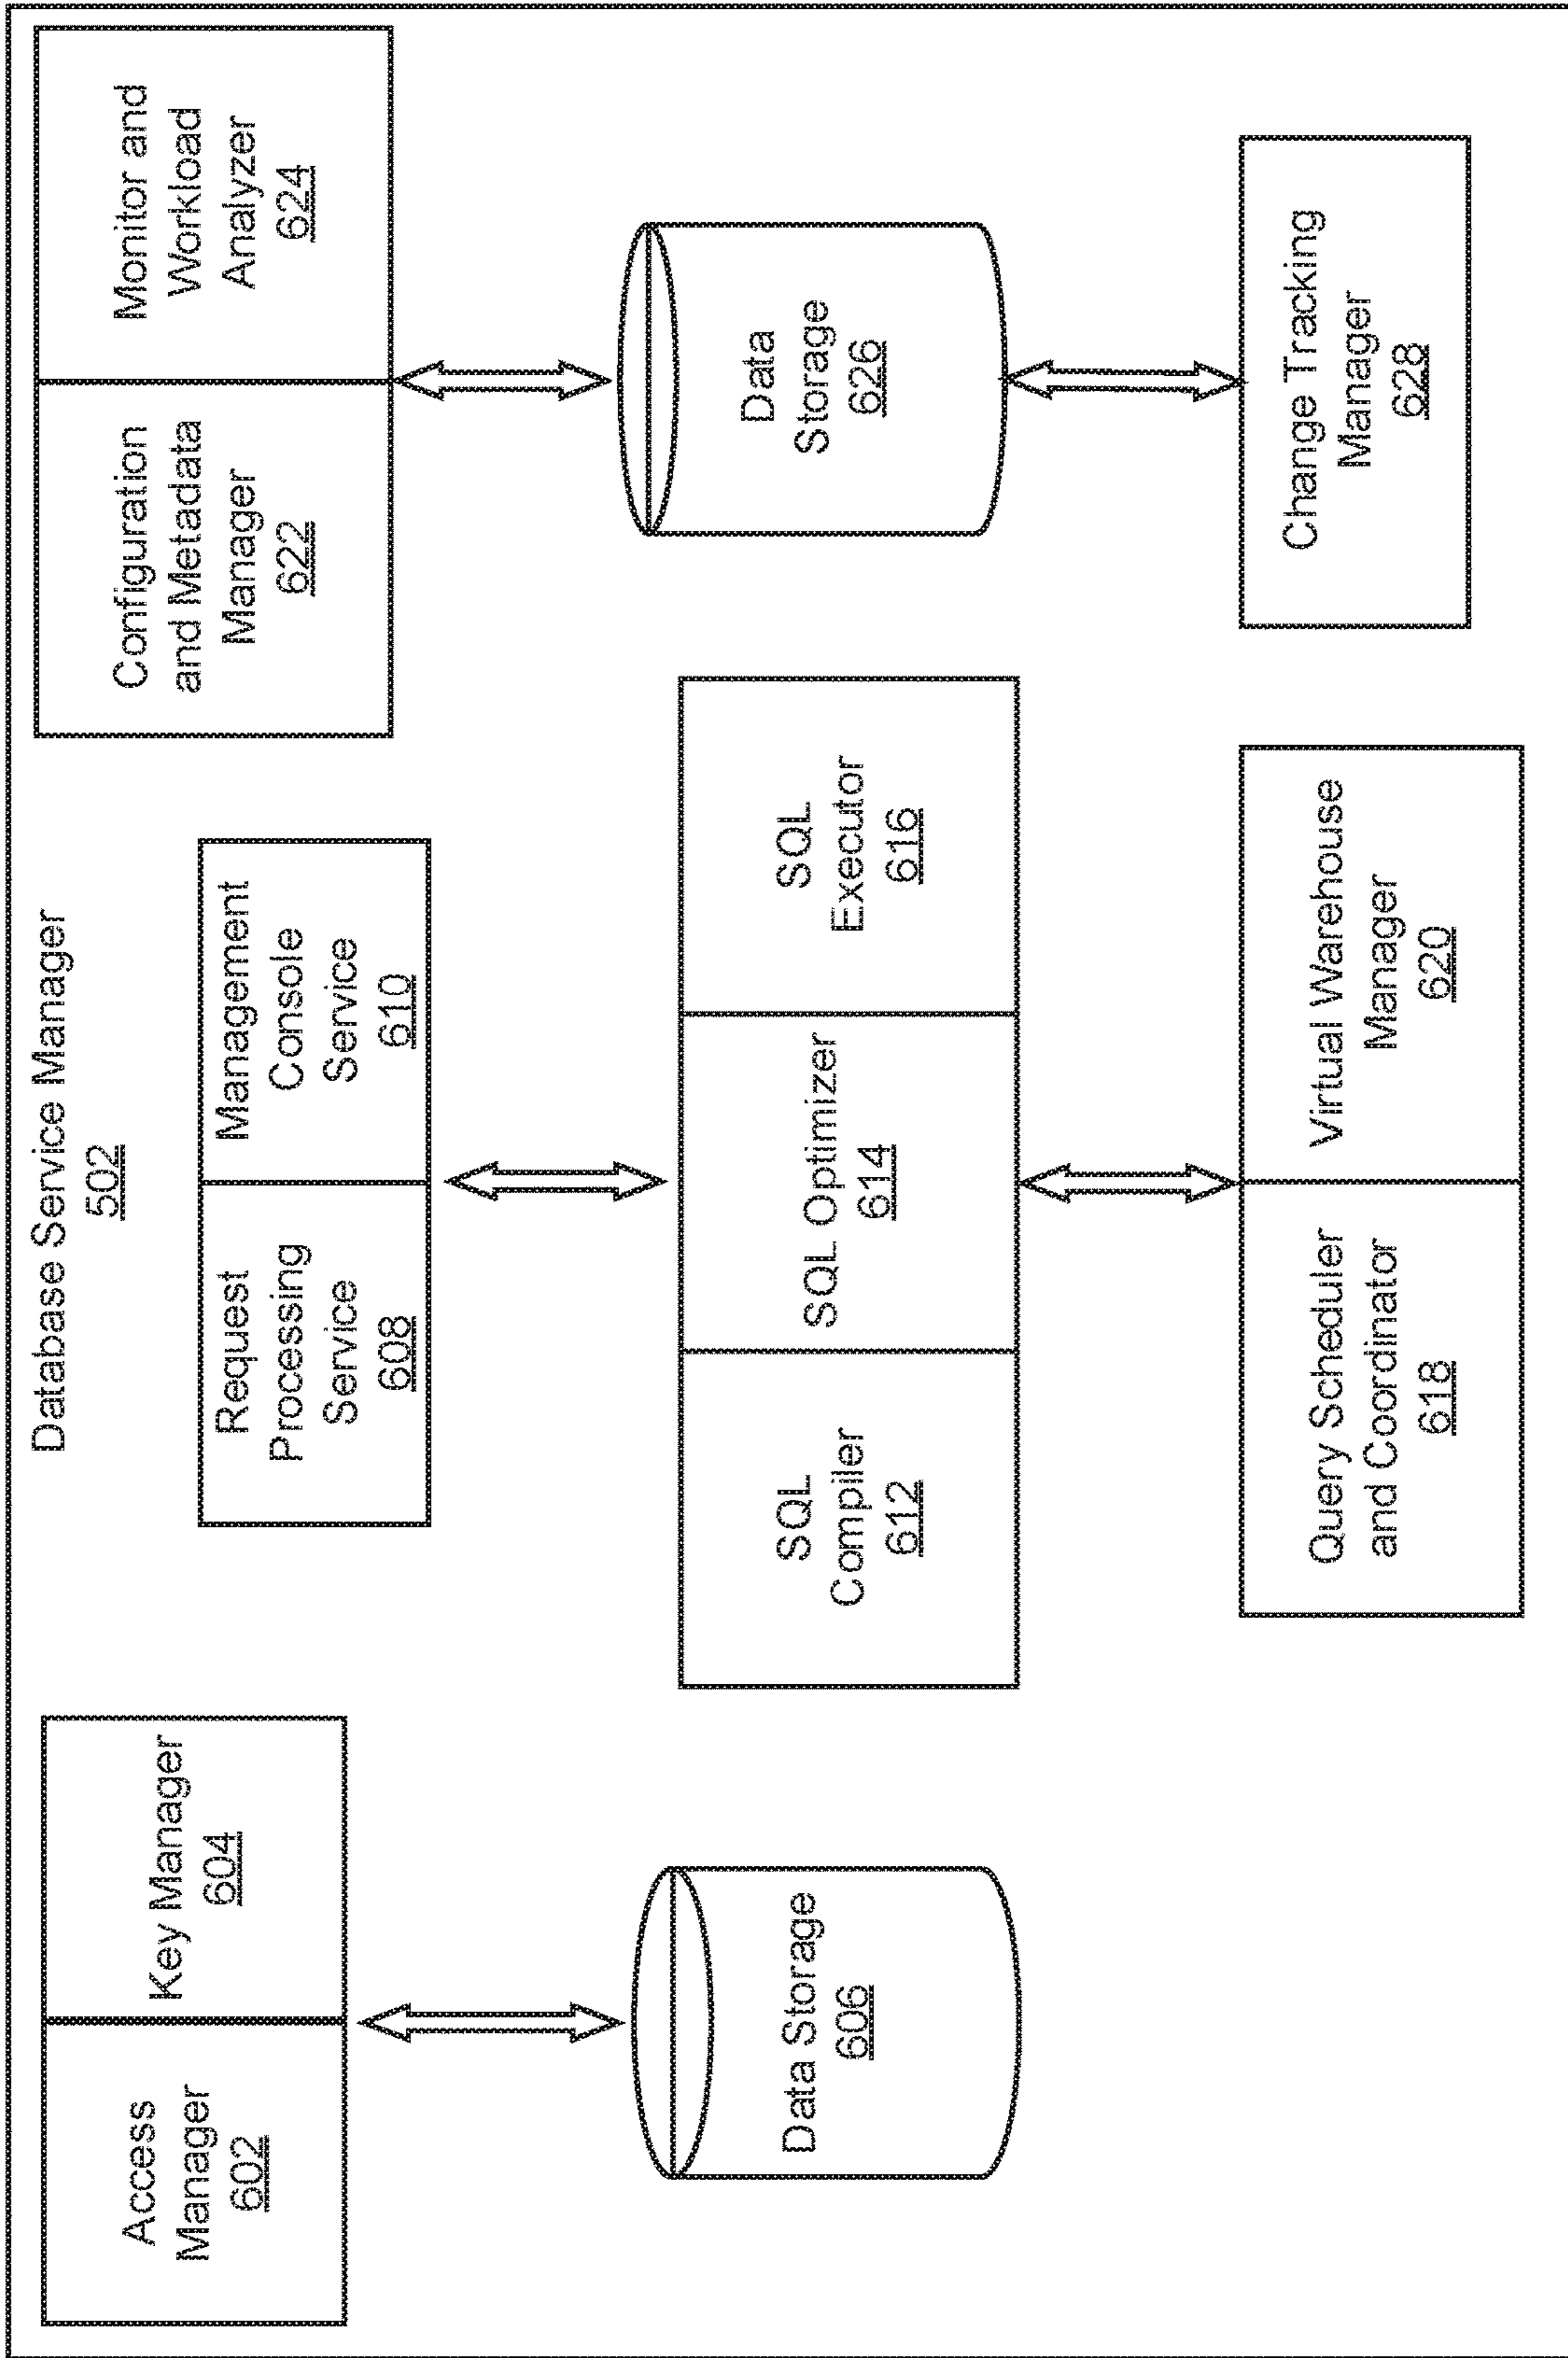 Database Service Manager
502
Access
Manager
602
Key Manager
604
Data Storage
606
Request
Processing
Service
608
Management
Console
Service
610
SQL
Compiler
612
SQL Optimizer
614
SQL
Executor
616
Query Scheduler
and Coordinator
618
Virtual Warehouse
Manager
620
Configuration
and Metadata
Manager
622
Monitor and
Workload
Analyzer
624
Data
Storage
626
Change Tracking
Manager
628